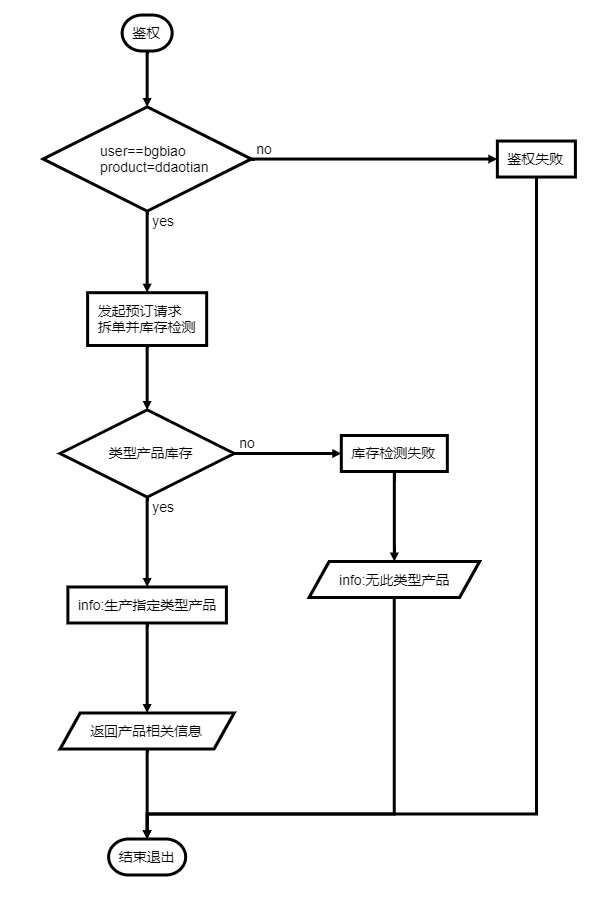 鉴权
user==bgbiao
product=ddaotian
no
鉴权失败
yes
发起预订请求
拆单并库存检测
类型产品库存
no
库存检测失败
yes
info:无此类型产品
info:生产指定类型产品
返回产品相关信息
结束退出